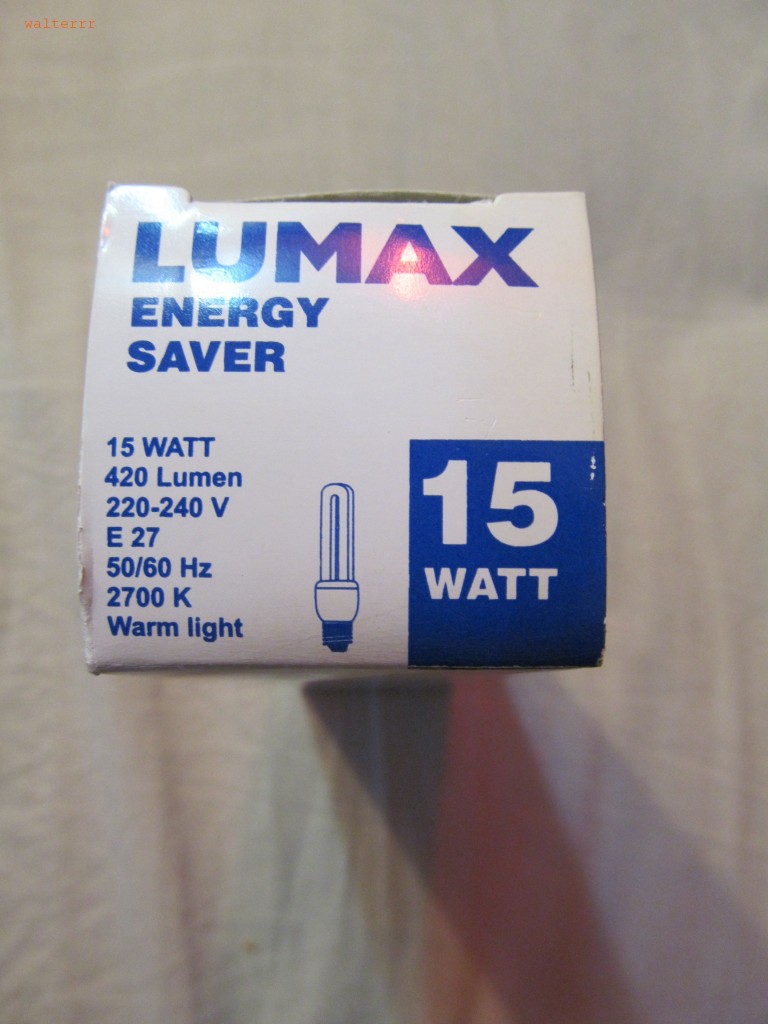 walterrr
LUMAX
ENERGY
SAVER
15 WATT
420 Lumen
220-240 V
E 27
50/60 Hz
2700 K
Warm light
15
WATT